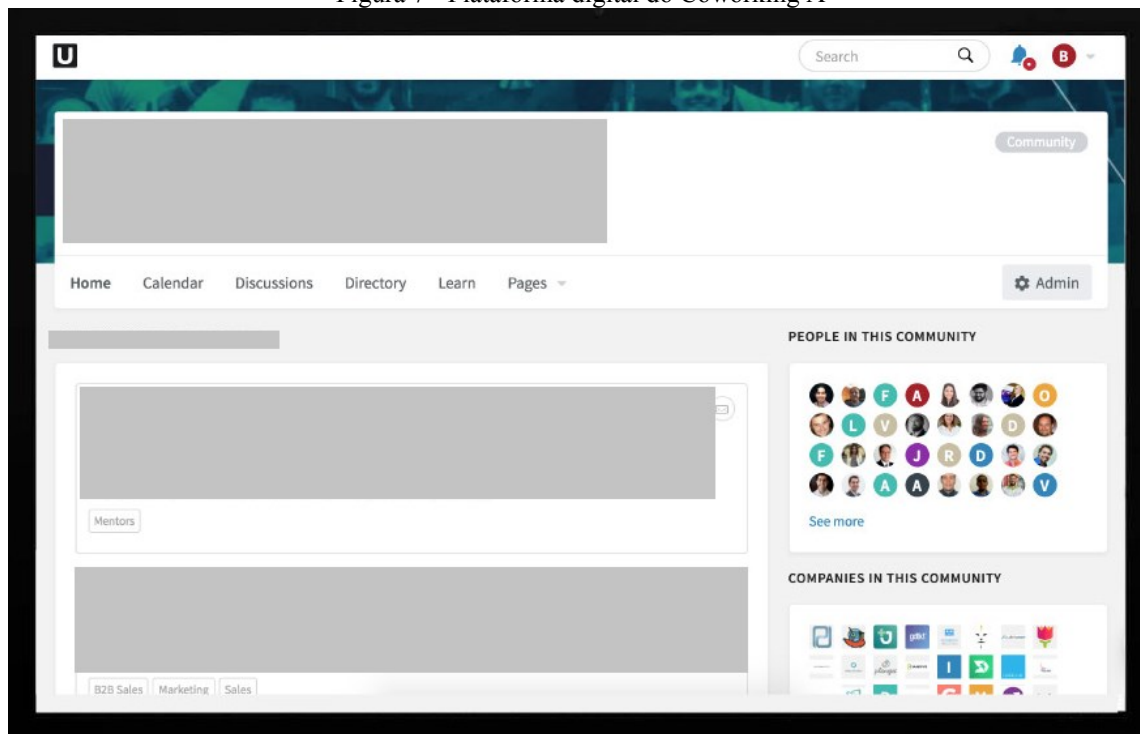 Figura 7 - Plataforma digital do Coworking A
U
Search
B
Community
Home Calendar Discussions Directory Learn Pages
Admin
PEOPLE IN THIS COMMUNITY
F A O
L V D
F J R D
A A V
See more
Mentors
COMPANIES IN THIS COMMUNITY
I
B2B Sales Marketing Sales